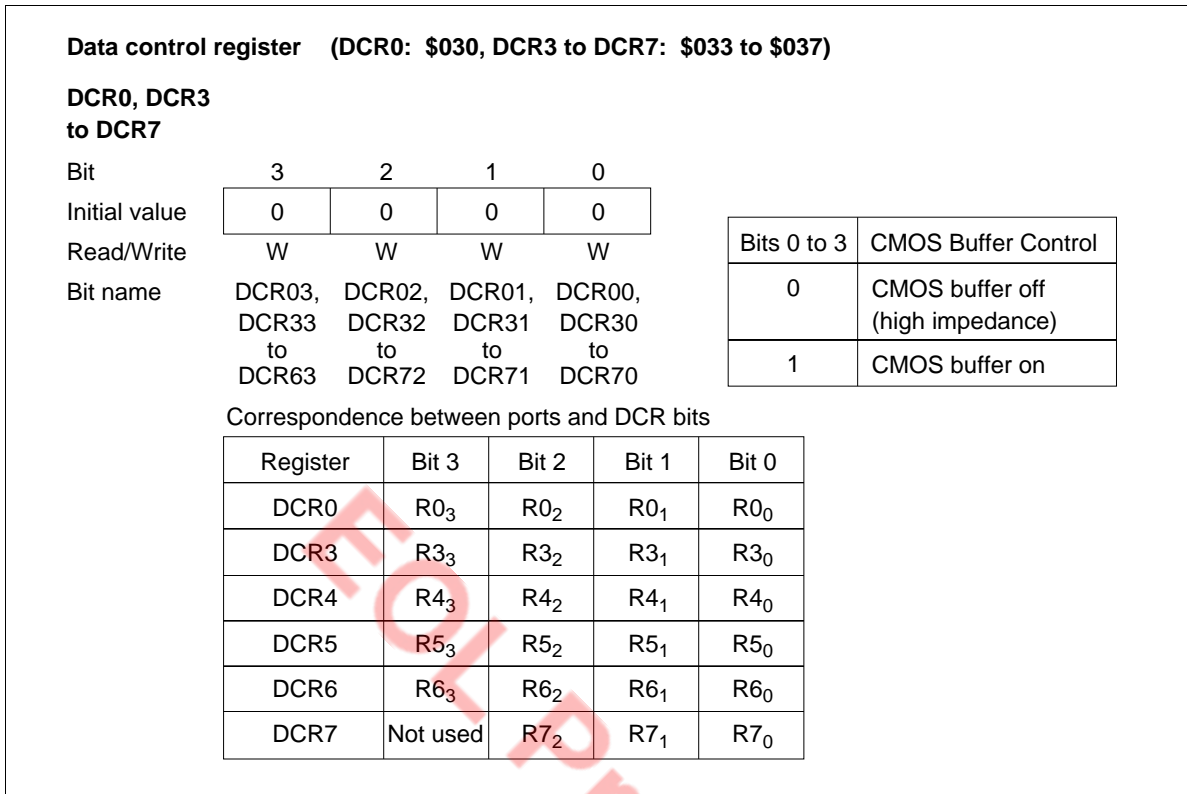 Data control register (DCR0: $030, DCR3 to DCR7: $033 to $037)
DCR0, DCR3
to DCR7
Bit 3 2 1 0
Initial value 0 0 0 0
Read/Write W W W W
Bit name DCR03, DCR02, DCR01, DCR00,
DCR33 DCR32 DCR31 DCR30
to to to to
DCR63 DCR72 DCR71 DCR70
Bits 0 to 3 CMOS Buffer Control
0 CMOS buffer off
(high impedance)
1 CMOS buffer on
Correspondence between ports and DCR bits
Register Bit 3 Bit 2 Bit 1 Bit 0
DCR0 R0₃ R0₂ R0₁ R0₀
DCR3 R3₃ R3₂ R3₁ R3₀
DCR4 R4₃ R4₂ R4₁ R4₀
DCR5 R5₃ R5₂ R5₁ R5₀
DCR6 R6₃ R6₂ R6₁ R6₀
DCR7 Not used R7₂ R7₁ R7₀
EOL